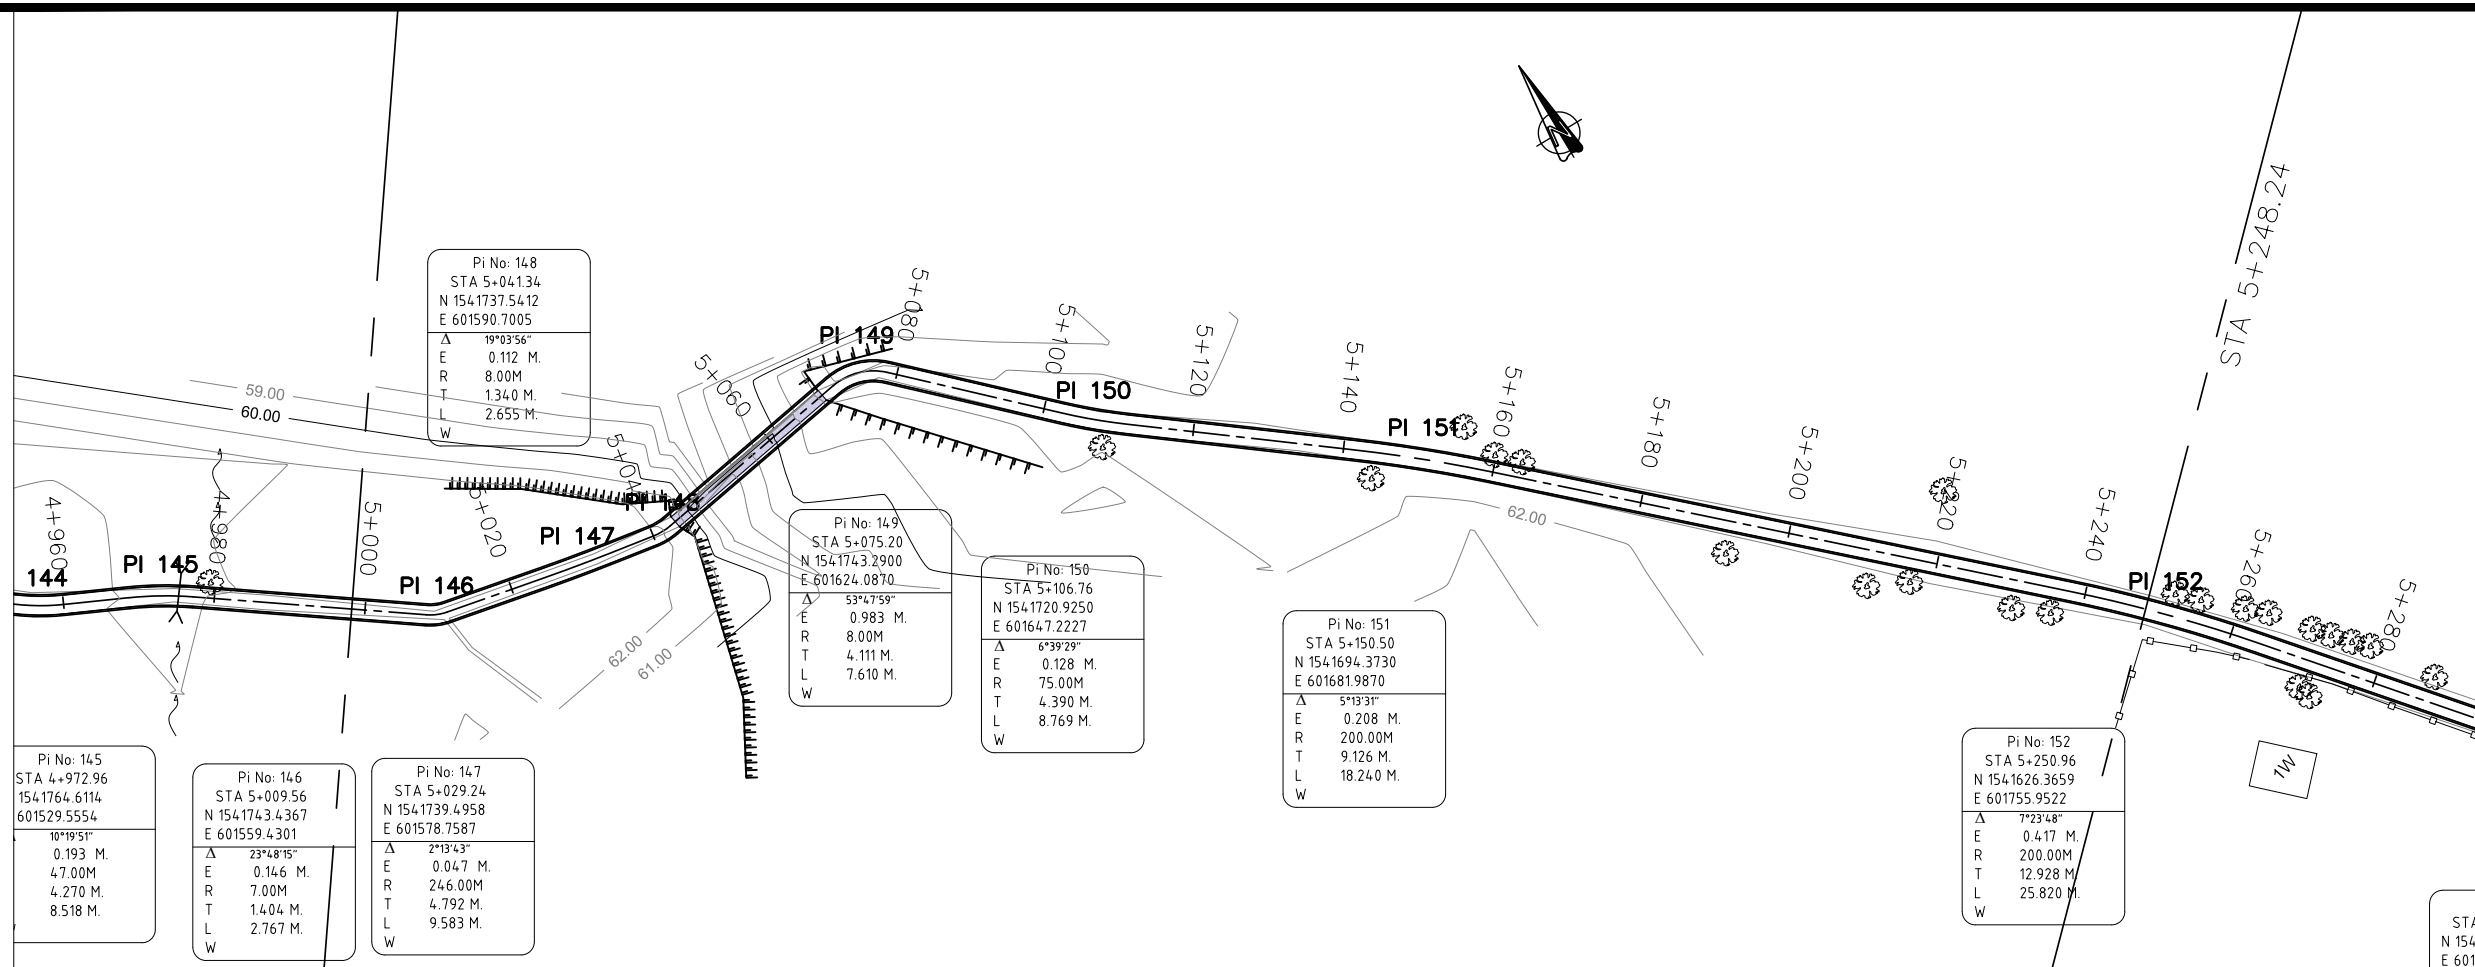 STA 5+248.24
Pi No: 148
STA 5+041.34
N 1541737.5412
E 601590.7005
Δ 19°03'56"
E 0.112 M.
R 8.00M
T 1.340 M.
L 2.655 M.
W
59.00
60.00
4+960
4+980
5+000
5+020
5+040
5+060
5+080
5+100
5+120
5+140
5+160
5+180
5+200
5+220
5+240
5+260
5+280
144
PI 145
PI 146
PI 147
PI 148
PI 149
PI 150
PI 151
PI 152
62.00
61.00
62.00
Pi No: 149
STA 5+075.20
N 1541743.2900
E 601624.0870
Δ 53°47'59"
E 0.983 M.
R 8.00M
T 4.111 M.
L 7.610 M.
W
Pi No: 150
STA 5+106.76
N 1541720.9250
E 601647.2227
Δ 6°39'29"
E 0.128 M.
R 75.00M
T 4.390 M.
L 8.769 M.
W
Pi No: 151
STA 5+150.50
N 1541694.3730
E 601681.9870
Δ 5°13'31"
E 0.208 M.
R 200.00M
T 9.126 M.
L 18.240 M.
W
Pi No: 152
STA 5+250.96
N 1541626.3659
E 601755.9522
Δ 7°23'48"
E 0.417 M.
R 200.00M
T 12.928 M.
L 25.820 M.
W
1W
Pi No: 145
STA 4+972.96
1541764.6114
601529.5554
10°19'51"
0.193 M.
47.00M
4.270 M.
8.518 M.
Pi No: 146
STA 5+009.56
N 1541743.4367
E 601559.4301
Δ 23°48'15"
E 0.146 M.
R 7.00M
T 1.404 M.
L 2.767 M.
W
Pi No: 147
STA 5+029.24
N 1541739.4958
E 601578.7587
Δ 2°13'43"
E 0.047 M.
R 246.00M
T 4.792 M.
L 9.583 M.
W
STA
N 154
E 601
N